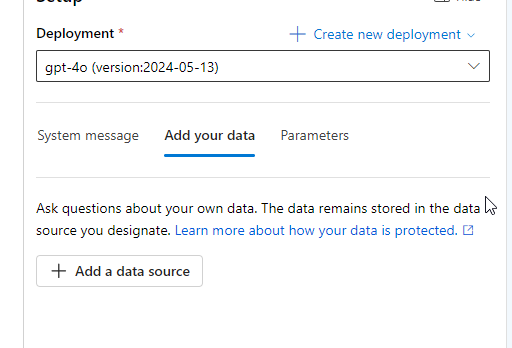 Deployment *
Create new deployment
gpt-4o (version:2024-05-13)
System message
Add your data
Parameters
Ask questions about your own data. The data remains stored in the data
source you designate. Learn more about how your data is protected.
Add a data source